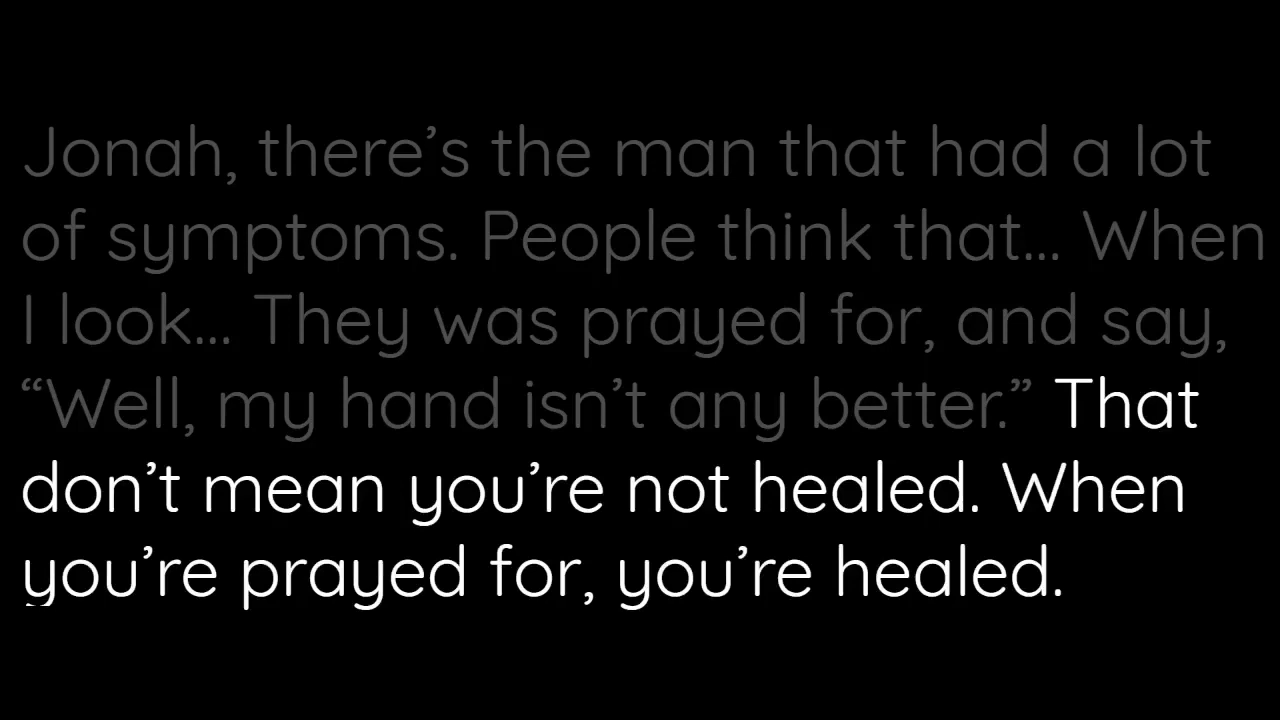 Jonah, there’s the man that had a lot
of symptoms. People think that... When
I look... They was prayed for, and say,
“Well, my hand isn’t any better.” That
don’t mean you’re not healed. When
you’re prayed for, you’re healed.